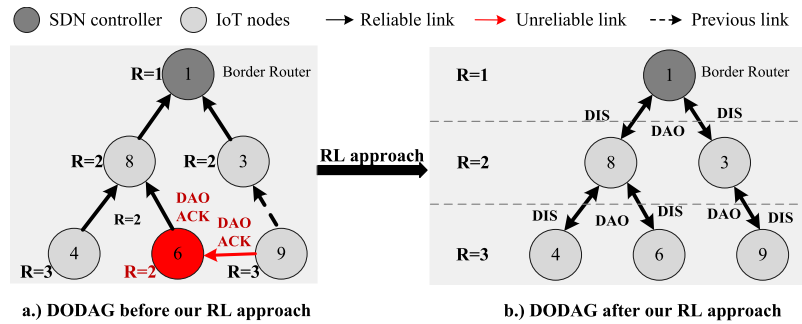 SDN controller IoT nodes Reliable link Unreliable link Previous link
R=1 1 Border Router
R=2 8 R=2 3
DAO
ACK
R=2
DAO
ACK
4 6 9
R=3 R=2 R=3
a.) DODAG before our RL approach
RL approach
R=1 1 Border Router
DIS DIS
DAO
R=2 8 3
DIS DAO DIS DAO DIS
R=3 4 6 9
b.) DODAG after our RL approach